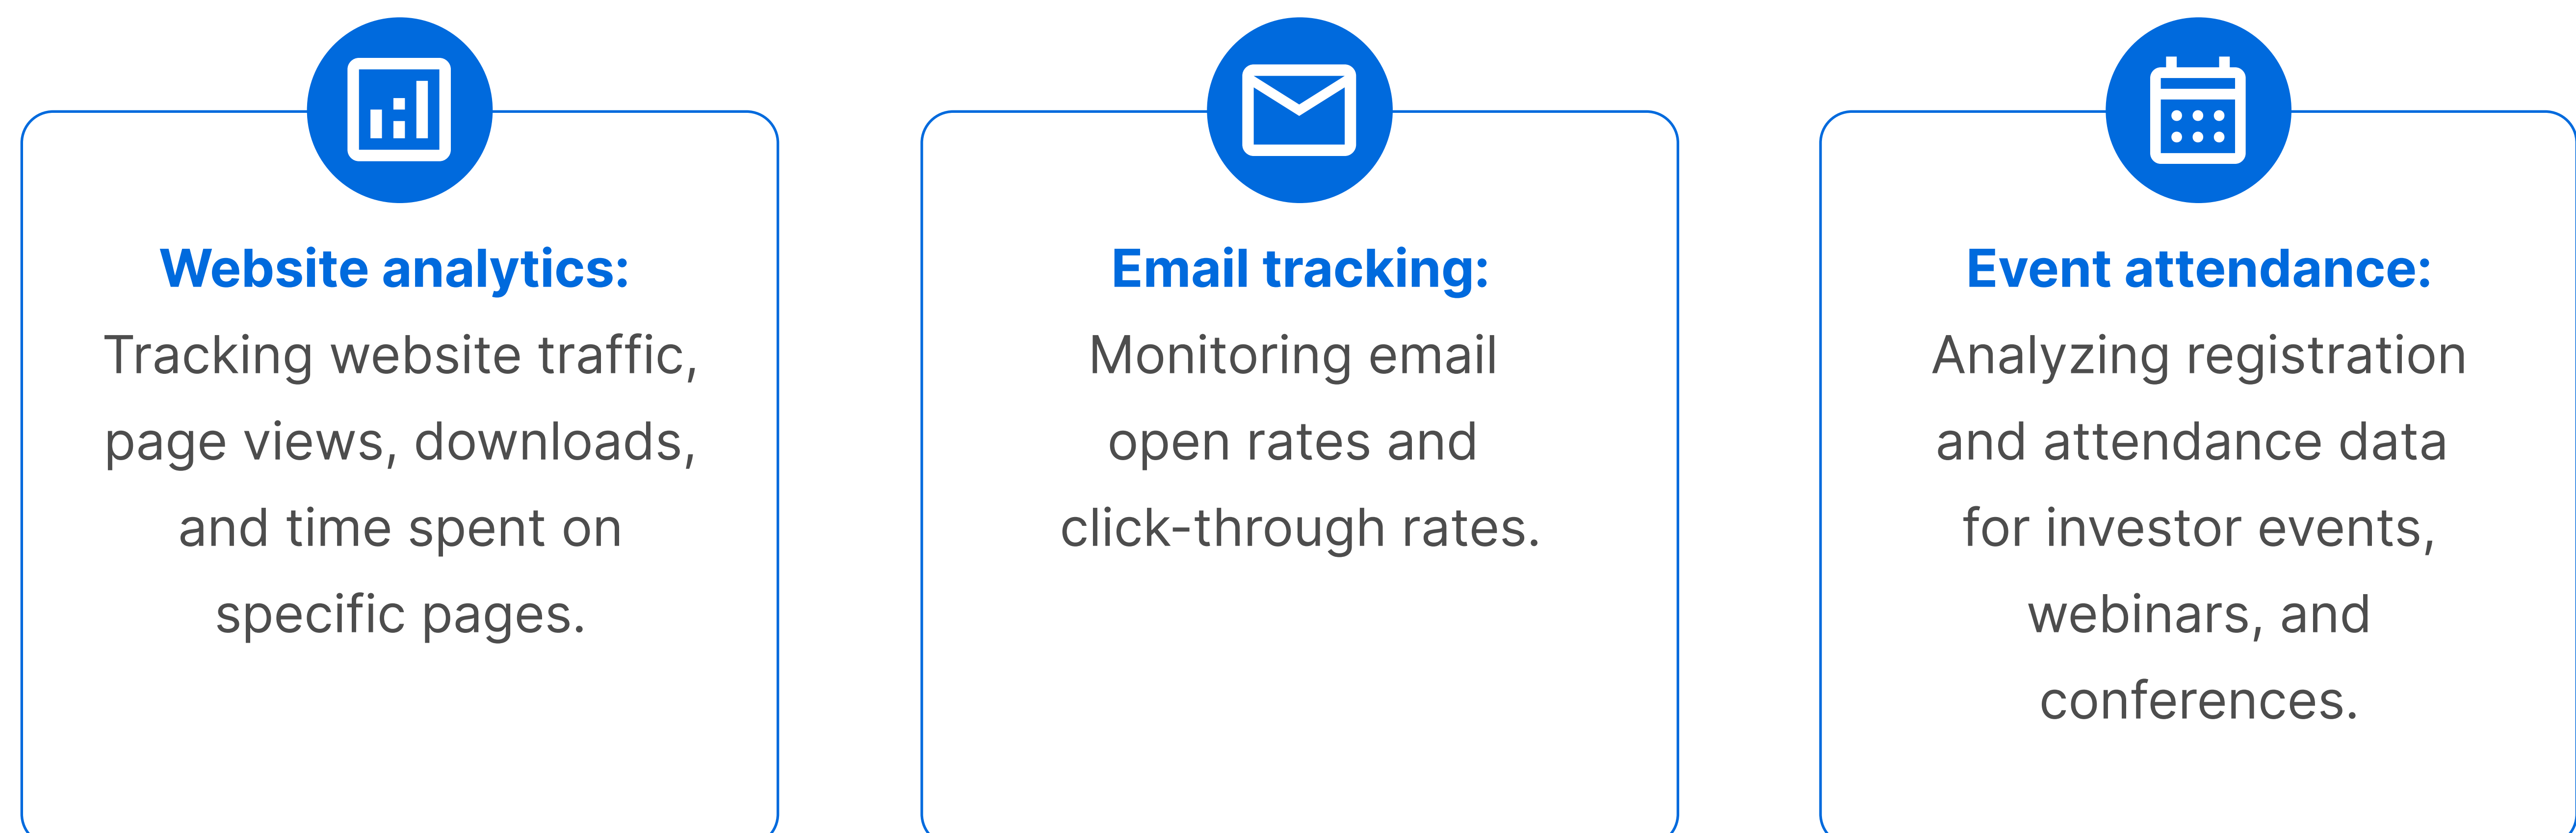 Website analytics:
Tracking website traffic,
page views, downloads,
and time spent on
specific pages.
Email tracking:
Monitoring email
open rates and
click-through rates.
Event attendance:
Analyzing registration
and attendance data
for investor events,
webinars, and
conferences.